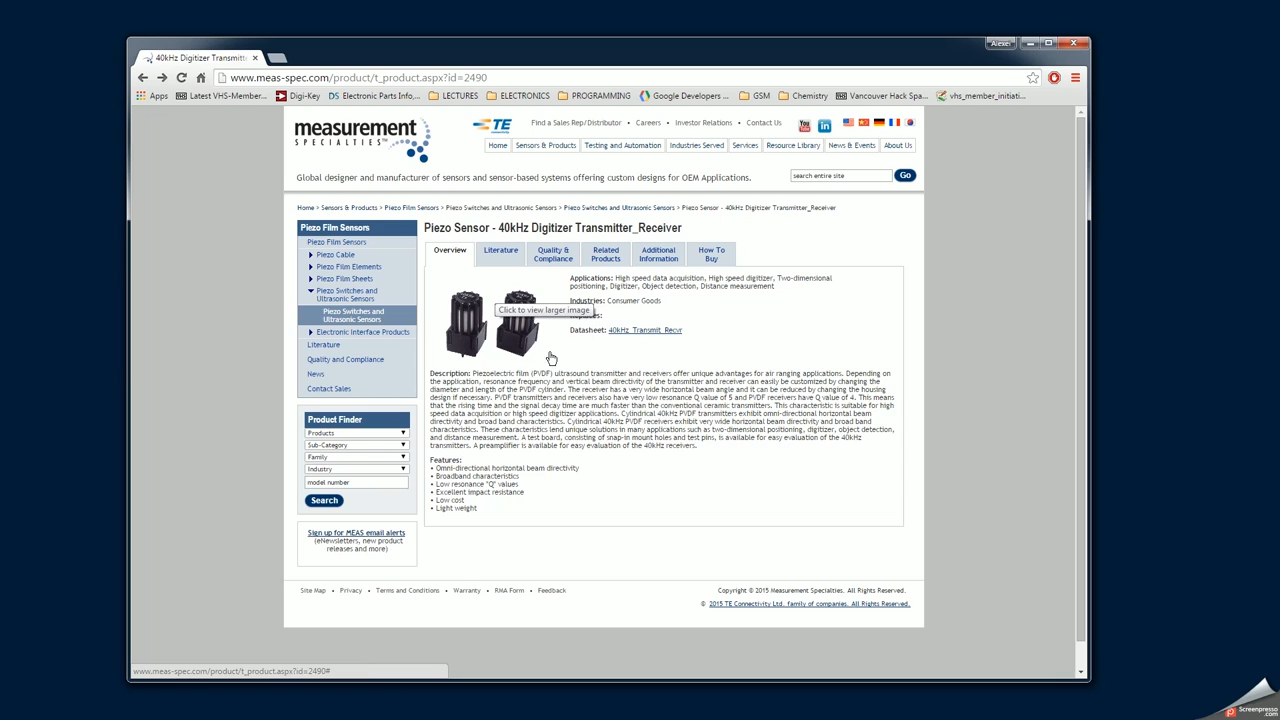 Alexei
40kHz Digitizer Transmitt
www.meas-spec.com/product/t_product.aspx?id=2490
Apps Latest VHS-Member... Digi-Key Electronic Parts Info,... LECTURES ELECTRONICS PROGRAMMING Google Developers ... GSM Chemistry Vancouver Hack Spa... vhs_member_initiati...
measurement
SPECIALTIES™
TE
connectivity
Find a Sales Rep/Distributor • Careers • Investor Relations • Contact Us
You Tube in
Home Sensors & Products Testing and Automation Industries Served Services Resource Library News & Events About Us
Global designer and manufacturer of sensors and sensor-based systems offering custom designs for OEM Applications.
search entire site Go
Home > Sensors & Products > Piezo Film Sensors > Piezo Switches and Ultrasonic Sensors > Piezo Switches and Ultrasonic Sensors > Piezo Sensor - 40kHz Digitizer Transmitter_Receiver
Piezo Film Sensors
Piezo Film Sensors
Piezo Cable
Piezo Film Elements
Piezo Film Sheets
Piezo Switches and
Ultrasonic Sensors
Piezo Switches and
Ultrasonic Sensors
Electronic Interface Products
Literature
Quality and Compliance
News
Contact Sales
Product Finder
Products
Sub-Category
Family
Industry
model number
Search
Sign up for MEAS email alerts
(eNewsletters, new product
releases and more)
Piezo Sensor - 40kHz Digitizer Transmitter_Receiver
Overview
Literature
Quality &
Compliance
Related
Products
Additional
Information
How To
Buy
Applications: High speed data acquisition, High speed digitizer, Two-dimensional
positioning, Digitizer, Object detection, Distance measurement
Industries: Consumer Goods
Click to view larger image
Datasheet: 40kHz_Transmit_Recvr
Description: Piezoelectric film (PVDF) ultrasound transmitter and receivers offer unique advantages for air ranging applications. Depending on
the application, resonance frequency and vertical beam directivity of the transmitter and receiver can easily be customized by changing the
diameter and length of the PVDF cylinder. The receiver has a very wide horizontal beam angle and it can be reduced by changing the housing
design if necessary. PVDF transmitters and receivers also have very low resonance Q value of 5 and PVDF receivers have Q value of 4. This means
that the rising time and the signal decay time are much faster than the conventional ceramic transmitters. This characteristic is suitable for high
speed data acquisition or high speed digitizer applications. Cylindrical 40kHz PVDF transmitters exhibit omni-directional horizontal beam
directivity and broad band characteristics. Cylindrical 40kHz PVDF receivers exhibit very wide horizontal beam directivity and broad band
characteristics. These characteristics lend unique solutions in many applications such as two-dimensional positioning, digitizer, object detection,
and distance measurement. A test board, consisting of snap-in mount holes and test pins, is available for easy evaluation of the 40kHz
transmitters. A preamplifier is available for easy evaluation of the 40kHz receivers.
Features:
• Omni-directional horizontal beam directivity
• Broadband characteristics
• Low resonance "Q" values
• Excellent impact resistance
• Low cost
• Light weight
Site Map • Privacy • Terms and Conditions • Warranty • RMA Form • Feedback
Copyright © 2015 Measurement Specialties. All Rights Reserved.
© 2015 TE Connectivity Ltd. family of companies. All Rights Reserved.
www.meas-spec.com/product/t_product.aspx?id=2490#
Screenpresso
.com